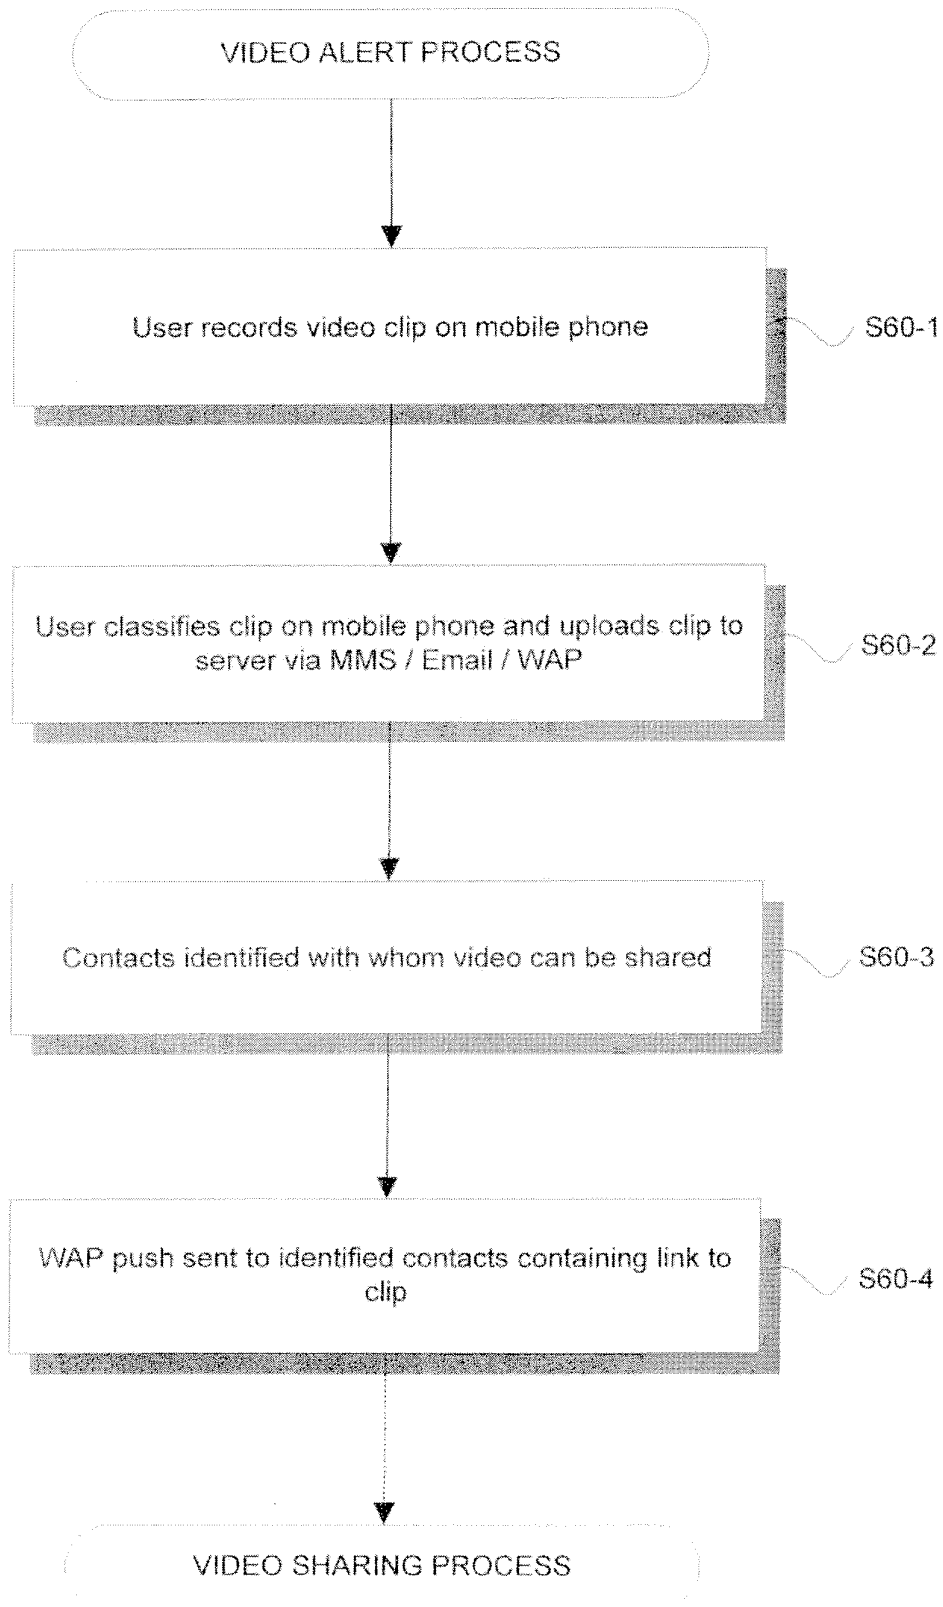 VIDEO ALERT PROCESS
User records video clip on mobile phone
S60-1
User classifies clip on mobile phone and uploads clip to
server via MMS / Email / WAP
S60-2
Contacts identified with whom video can be shared
S60-3
WAP push sent to identified contacts containing link to
clip
S60-4
VIDEO SHARING PROCESS